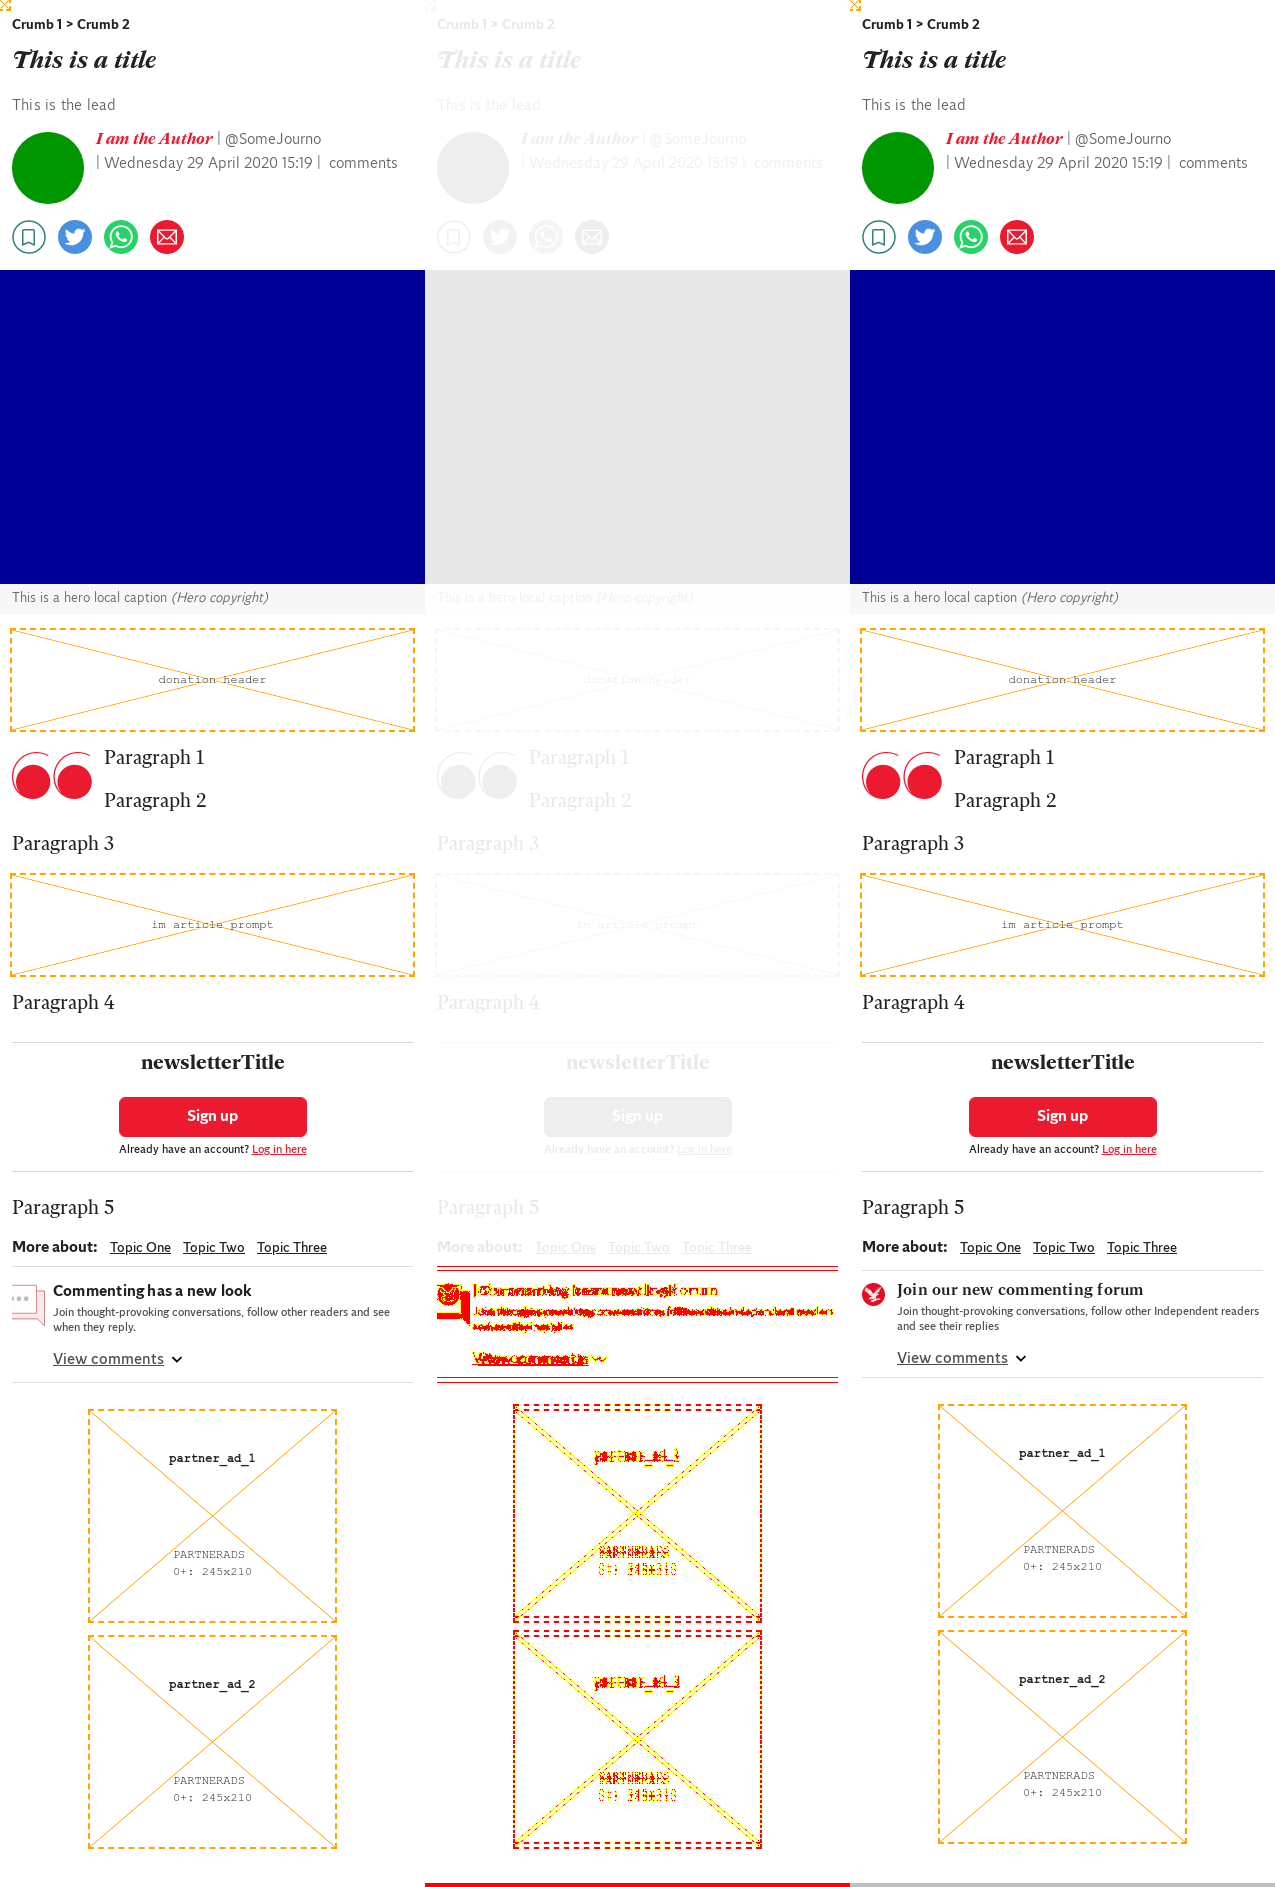 Crumb 1 > Crumb 2
This is a title
This is the lead
I am the Author | @SomeJourno
| Wednesday 29 April 2020 15:19 | comments
This is a hero local caption (Hero copyright)
donation header
Paragraph 1
Paragraph 2
Paragraph 3
im article prompt
Paragraph 4
newsletterTitle
Sign up
Already have an account? Log in here
Paragraph 5
More about: Topic One Topic Two Topic Three
Commenting has a new look
Join thought-provoking conversations, follow other readers and see
when they reply.
View comments
partner_ad_1
PARTNERADS
0+: 245x210
partner_ad_2
PARTNERADS
0+: 245x210
Crumb 1 > Crumb 2
This is a title
This is the lead
I am the Author | @SomeJourno
| Wednesday 29 April 2020 15:19 | comments
This is a hero local caption (Hero copyright)
donation header
Paragraph 1
Paragraph 2
Paragraph 3
im article prompt
Paragraph 4
newsletterTitle
Sign up
Already have an account? Log in here
Paragraph 5
More about: Topic One Topic Two Topic Three
Crumb 1 > Crumb 2
This is a title
This is the lead
I am the Author | @SomeJourno
| Wednesday 29 April 2020 15:19 | comments
This is a hero local caption (Hero copyright)
donation header
Paragraph 1
Paragraph 2
Paragraph 3
im article prompt
Paragraph 4
newsletterTitle
Sign up
Already have an account? Log in here
Paragraph 5
More about: Topic One Topic Two Topic Three
Join our new commenting forum
Join thought-provoking conversations, follow other Independent readers
and see their replies
View comments
partner_ad_1
PARTNERADS
0+: 245x210
partner_ad_2
PARTNERADS
0+: 245x210